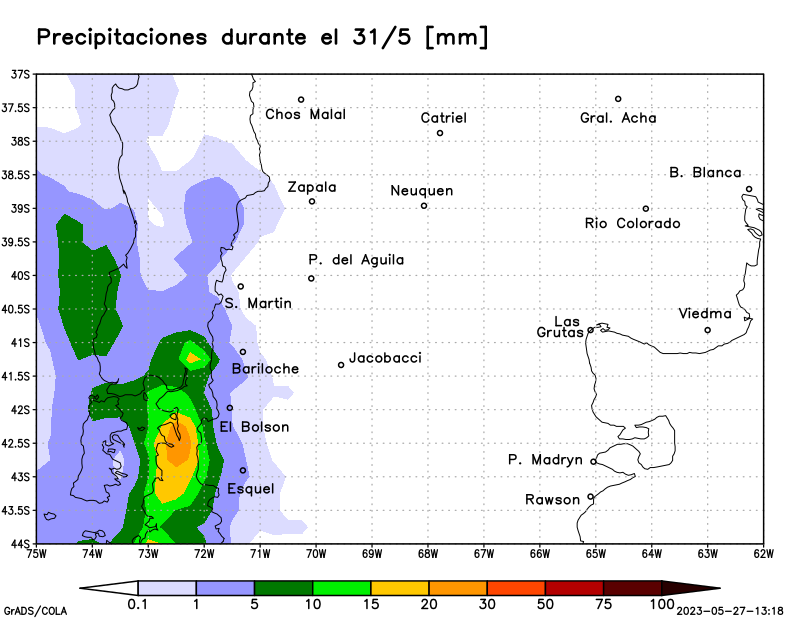 Precipitaciones durante el 31/5 [mm]
37S
37.5S
38S
38.5S
39S
39.5S
40S
40.5S
41S
41.5S
42S
42.5S
43S
43.5S
44S
Chos Malal
Catriel
Gral. Acha
B. Blanca
Zapala
Neuquen
Rio Colorado
P. del Aguila
S. Martin
Viedma
Las
Grutas
Bariloche
Jacobacci
El Bolson
P. Madryn
Esquel
Rawson
75W 74W 73W 72W 71W 70W 69W 68W 67W 66W 65W 64W 63W 62W
0.1 1 5 10 15 20 30 50 75 100
GrADS/COLA
2023-05-27-13:18